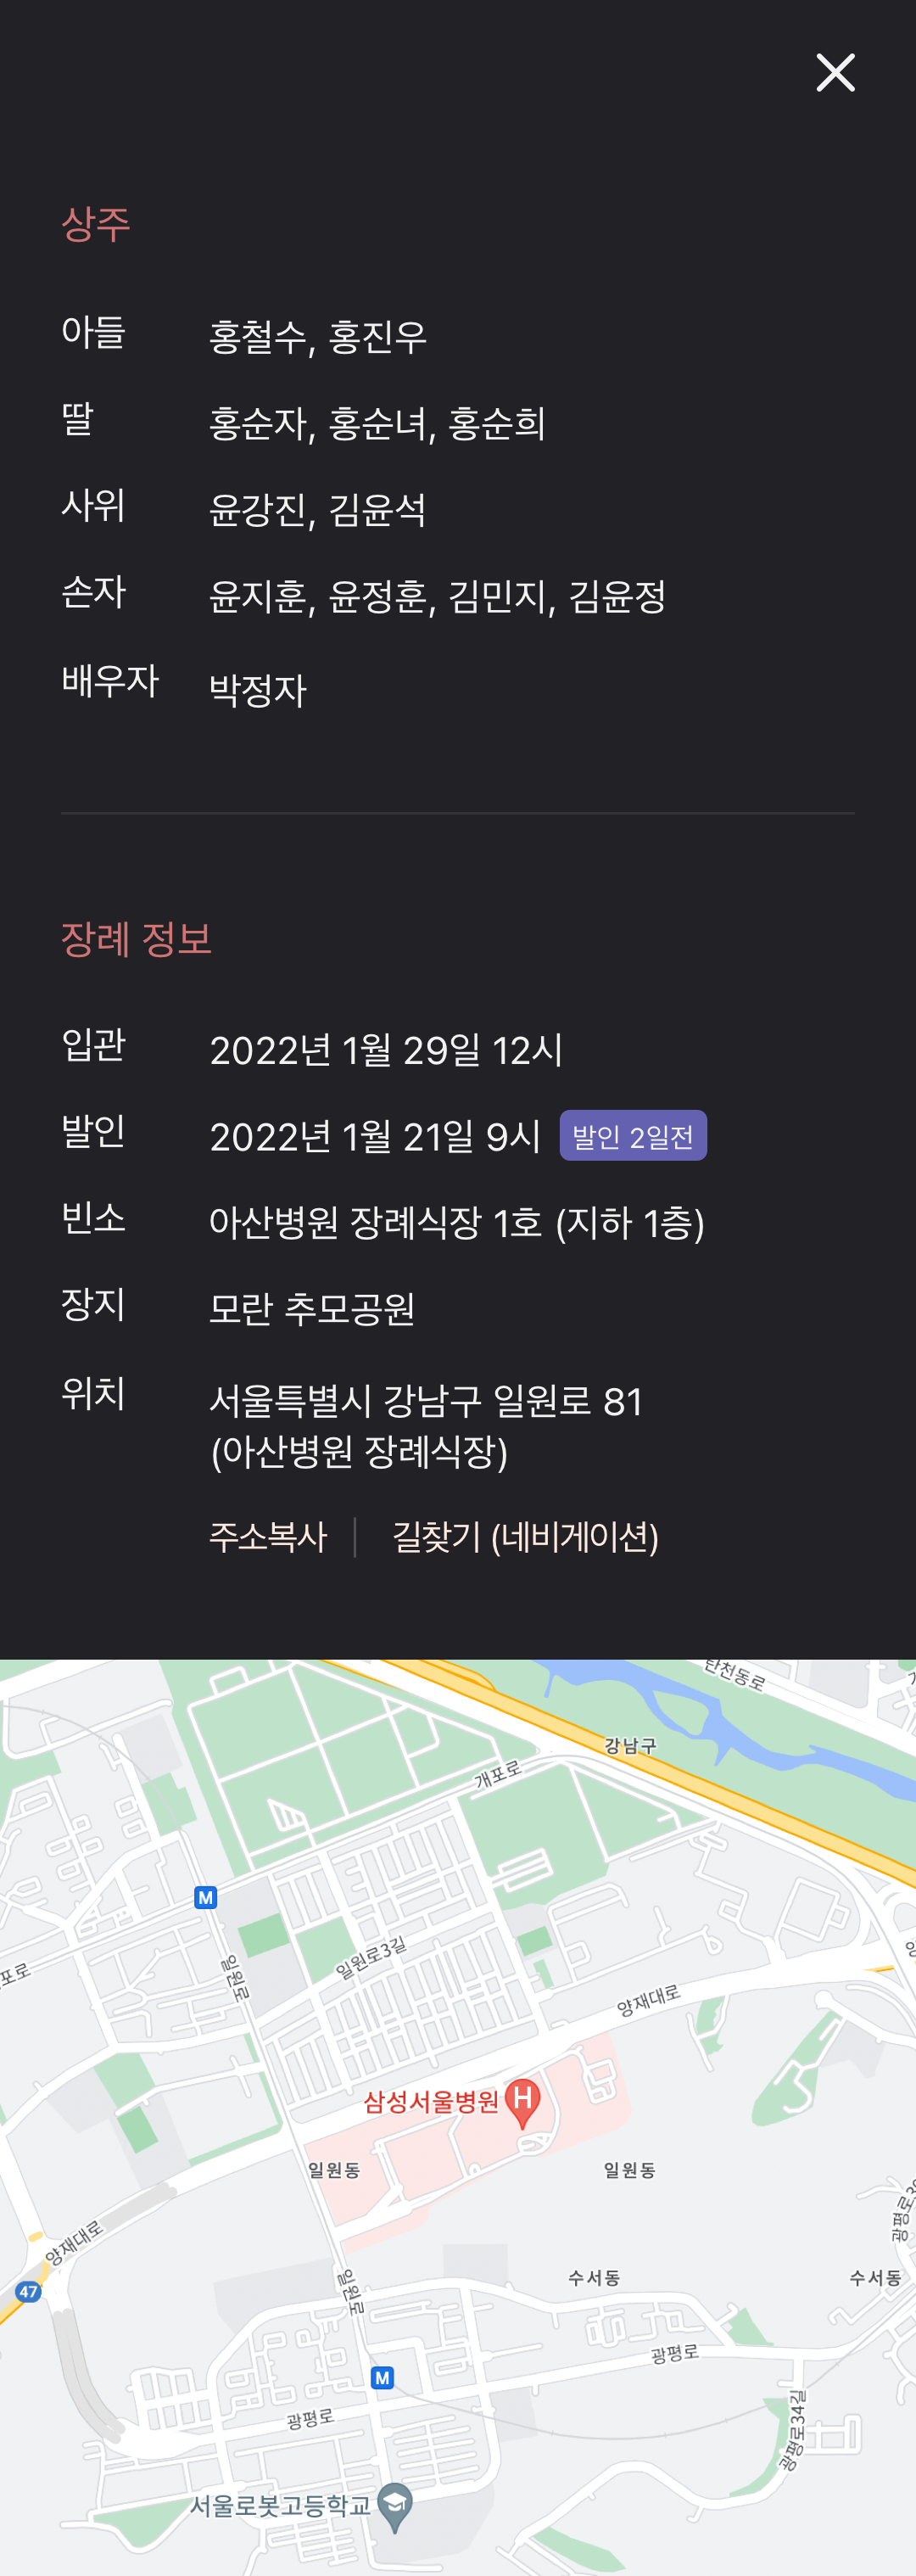 상주
아들 홍철수, 홍진우
딸 홍순자, 홍순녀, 홍순희
사위 윤강진, 김윤석
손자 윤지훈, 윤정훈, 김민지, 김윤정
배우자 박정자
장례 정보
입관 2022년 1월 29일 12시
발인 2022년 1월 21일 9시 발인 2일전
빈소 아산병원 장례식장 1호 (지하 1층)
장지 모란 추모공원
위치 서울특별시 강남구 일원로 81
(아산병원 장례식장)
주소복사 길찾기 (네비게이션)
탄천동로
강남구
개포로
M
일원로3길
일원로
양재대로
삼성서울병원 H
일원동 일원동
양재대로
47
일원로
수서동 수서동
광평로
M
광평로
광평로34길
서울로봇고등학교